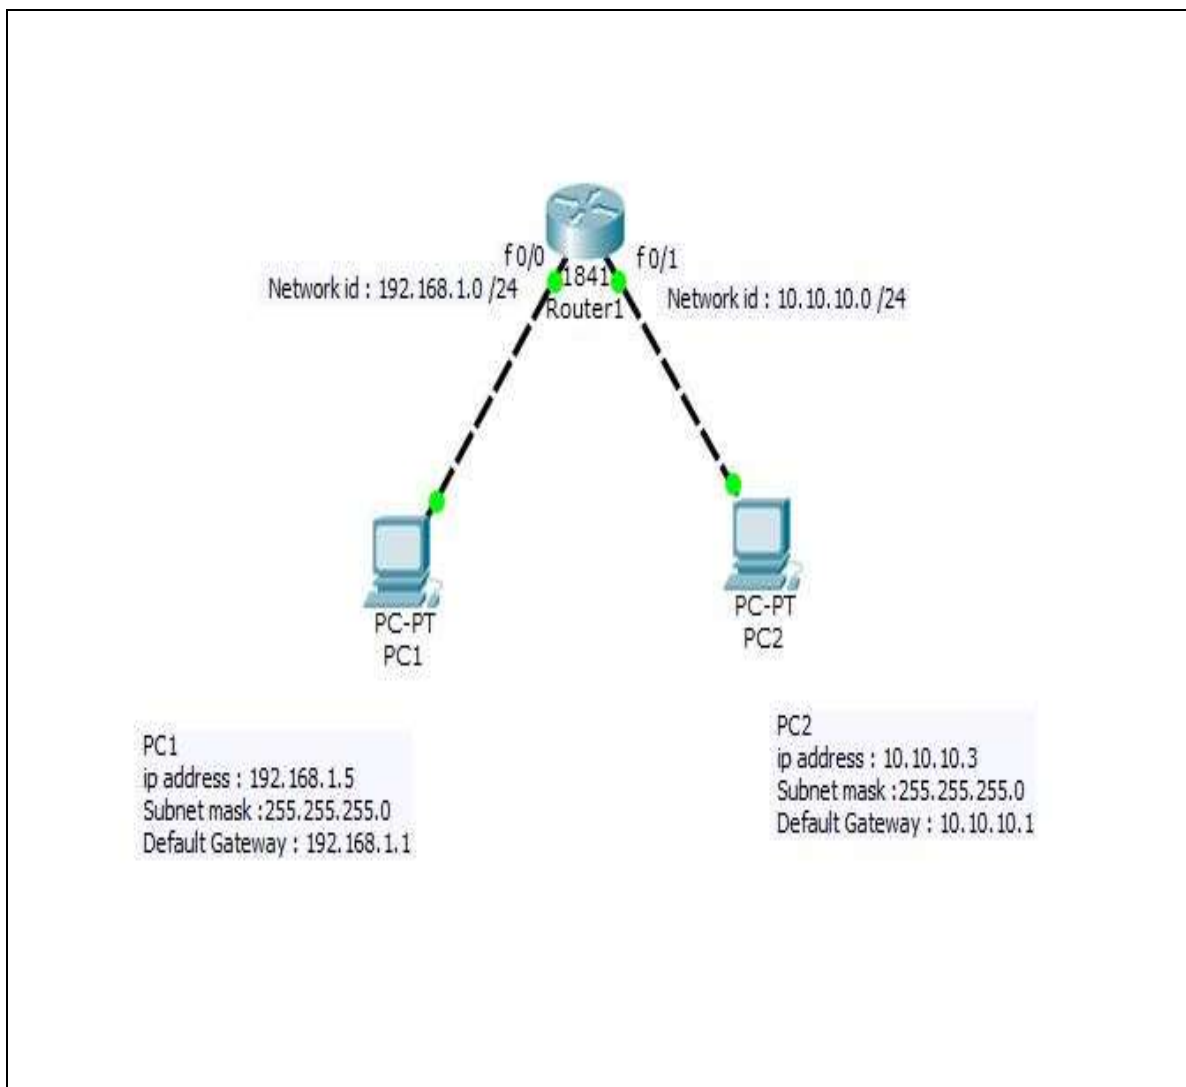 f 0/0
f 0/1
1841
Network id : 192.168.1.0 /24
Network id : 10.10.10.0 /24
Router1
PC-PT
PC1
PC-PT
PC2
PC1
ip address : 192.168.1.5
Subnet mask :255.255.255.0
Default Gateway : 192.168.1.1
PC2
ip address : 10.10.10.3
Subnet mask :255.255.255.0
Default Gateway : 10.10.10.1